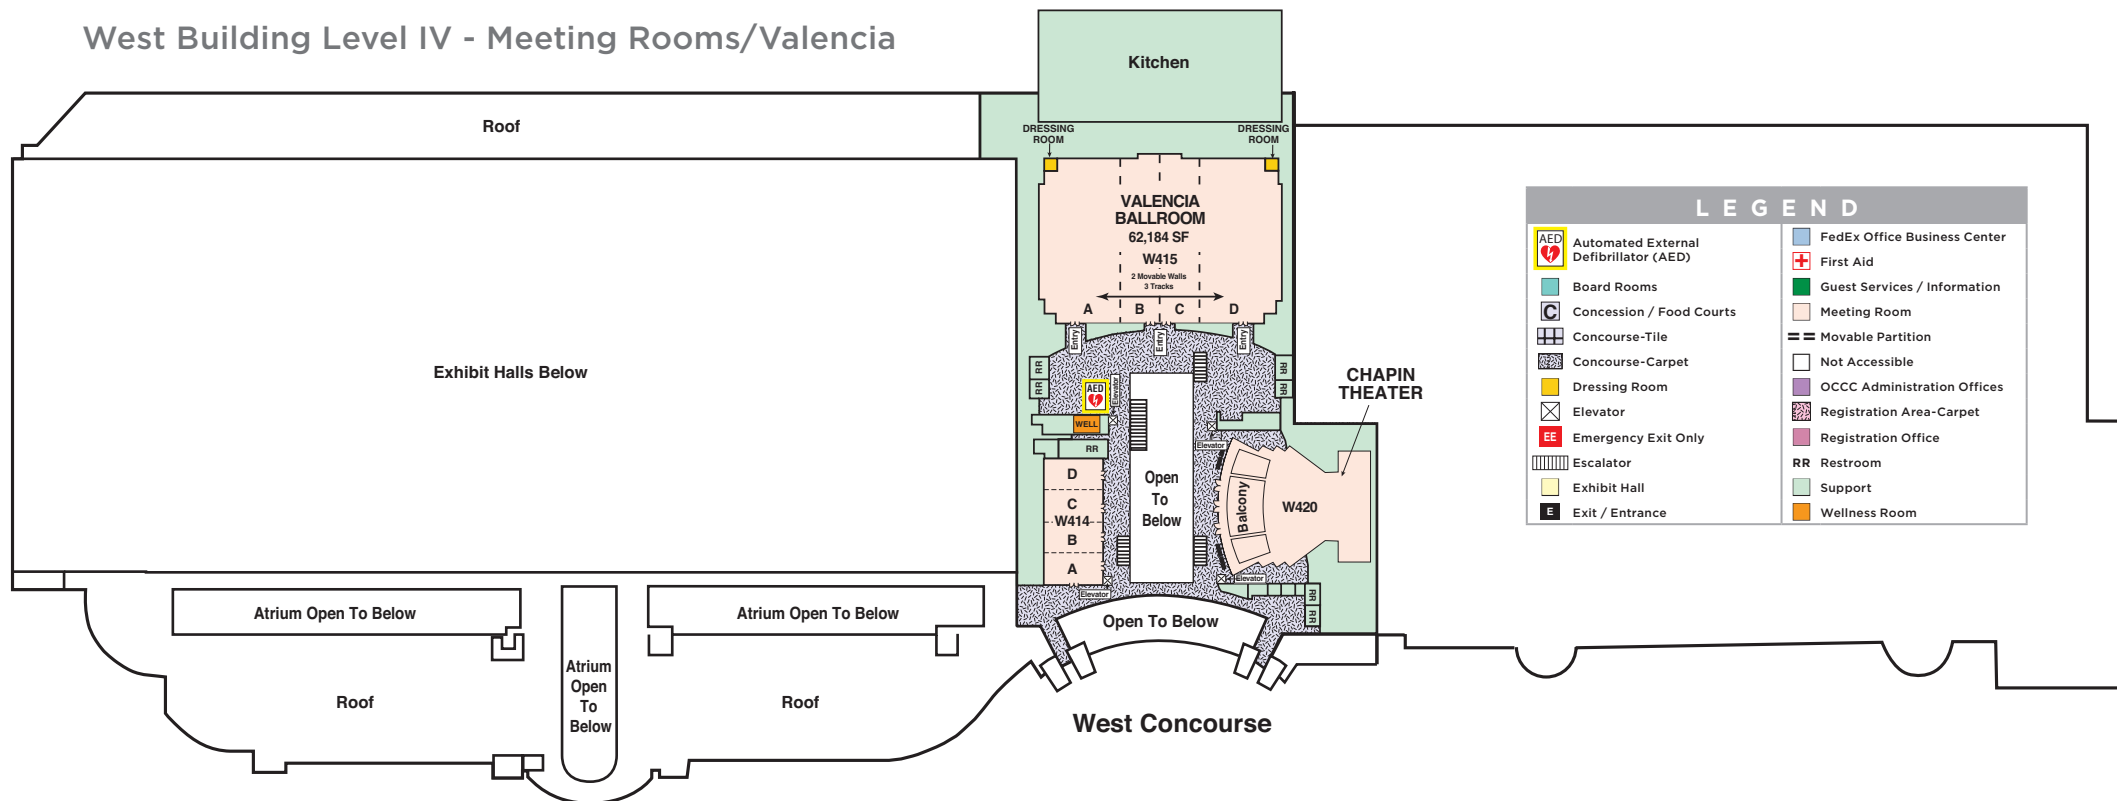 West Building Level IV - Meeting Rooms/Valencia
Kitchen
Roof
DRESSING
ROOM
DRESSING
ROOM
VALENCIA
BALLROOM
62,184 SF
W415
2 Movable Walls
3 Tracks
A
B
C
D
Entry
Entry
Entry
RR
RR
RR
RR
AED
Elevator
WELL
RR
Elevator
Exhibit Halls Below
CHAPIN
THEATER
D
C
W414
B
A
Open
To
Below
Balcony
W420
Elevator
Elevator
RR
RR
Open To Below
Atrium Open To Below
Atrium Open To Below
Atrium
Open
To
Below
Roof
Roof
West Concourse
LEGEND
AED
Automated External
Defibrillator (AED)
Board Rooms
C Concession / Food Courts
Concourse-Tile
Concourse-Carpet
Dressing Room
Elevator
EE Emergency Exit Only
Escalator
Exhibit Hall
E Exit / Entrance
FedEx Office Business Center
First Aid
Guest Services / Information
Meeting Room
Movable Partition
Not Accessible
OCCC Administration Offices
Registration Area-Carpet
Registration Office
RR Restroom
Support
Wellness Room